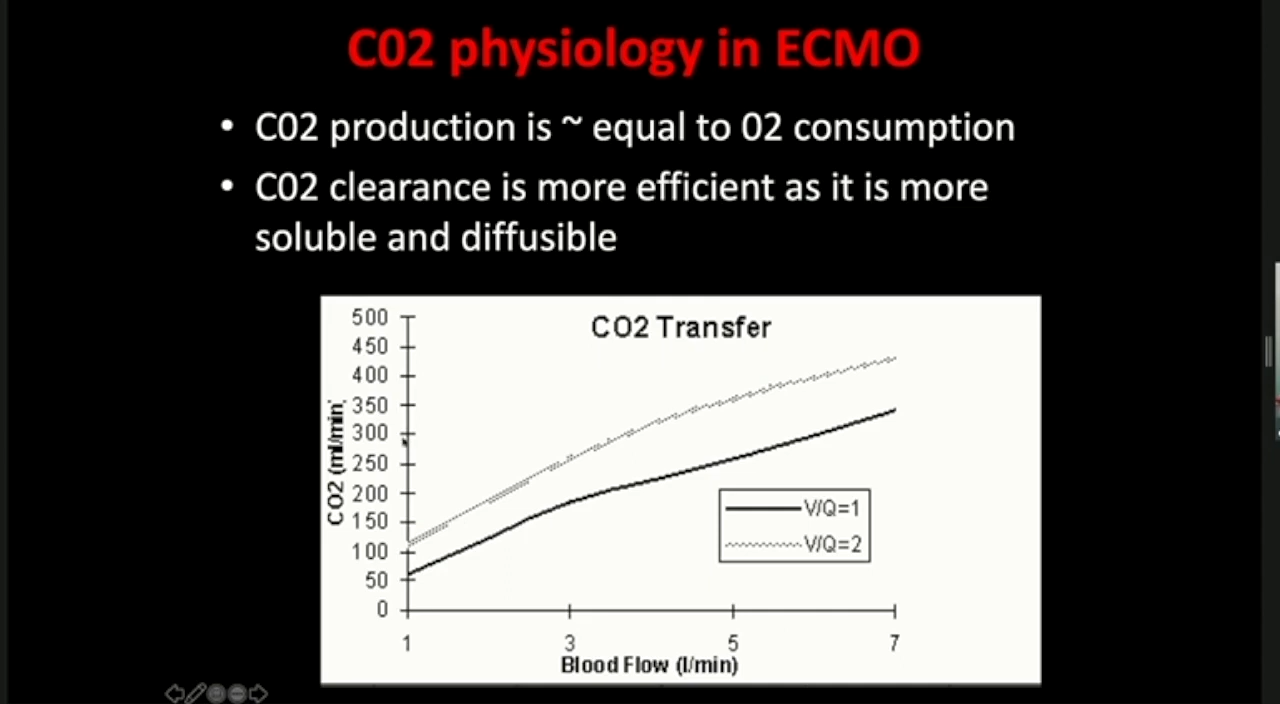 C02 physiology in ECMO
• C02 production is ~ equal to 02 consumption
• C02 clearance is more efficient as it is more
soluble and diffusible
CO2 Transfer
500
450
400
350
300
250
200
150
100
50
0
CO2 (ml/min)
V/Q=1
V/Q=2
1 3 5 7
Blood Flow (l/min)